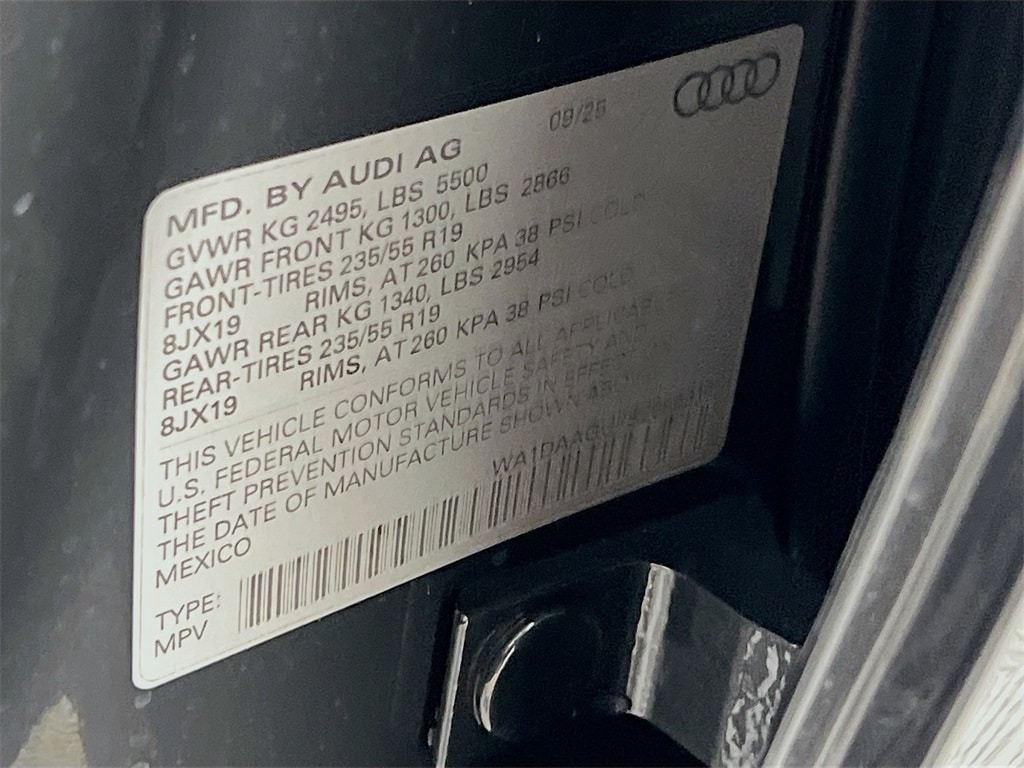 MFD. BY AUDI AG 09/25
GVWR KG 2495, LBS 5500
GAWR FRONT KG 1300, LBS 2866
FRONT-TIRES 235/55 R19
8JX19 RIMS, AT 260 KPA 38 PSI COLD
GAWR REAR KG 1340, LBS 2954
REAR-TIRES 235/55 R19
8JX19 RIMS, AT 260 KPA 38 PSI COLD
THIS VEHICLE CONFORMS TO ALL
U.S. FEDERAL MOTOR VEHICLE SAFETY AND
THEFT PREVENTION STANDARDS IN EFFECT
THE DATE OF MANUFACTURE SHOWN
MEXICO
TYPE:
MPV